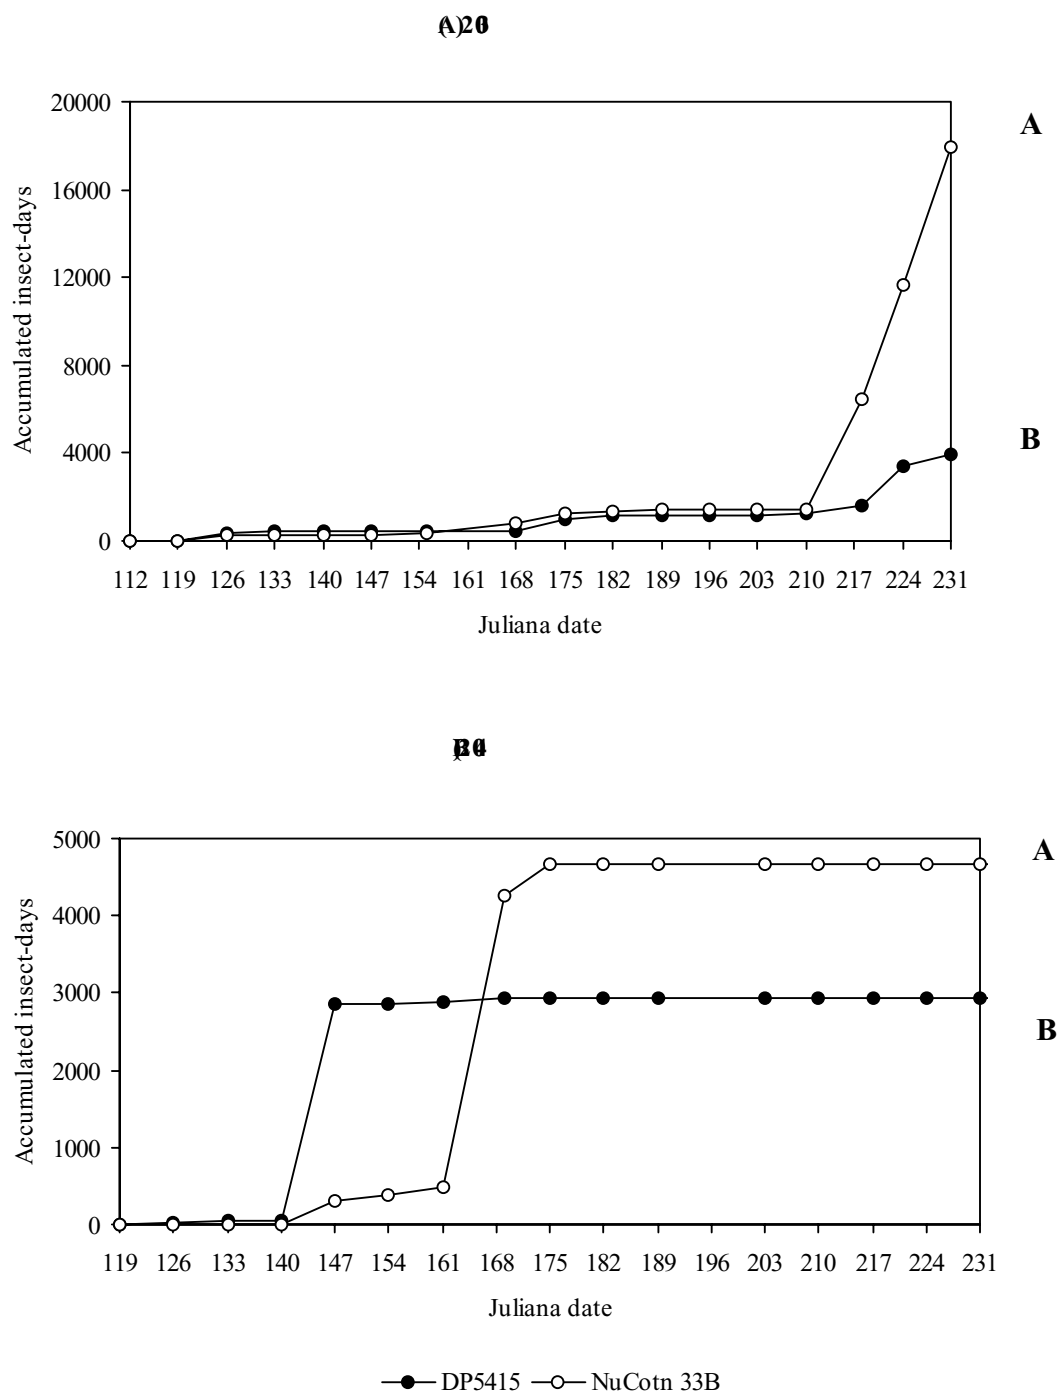 20000
A
16000
12000
8000
B
4000
0
112 119 126 133 140 147 154 161 168 175 182 189 196 203 210 217 224 231
Accumulated insect-days
Juliana date
5000
A
4000
3000
B
2000
1000
0
119 126 133 140 147 154 161 168 175 182 189 196 203 210 217 224 231
Accumulated insect-days
Juliana date
DP5415 NuCotn 33B